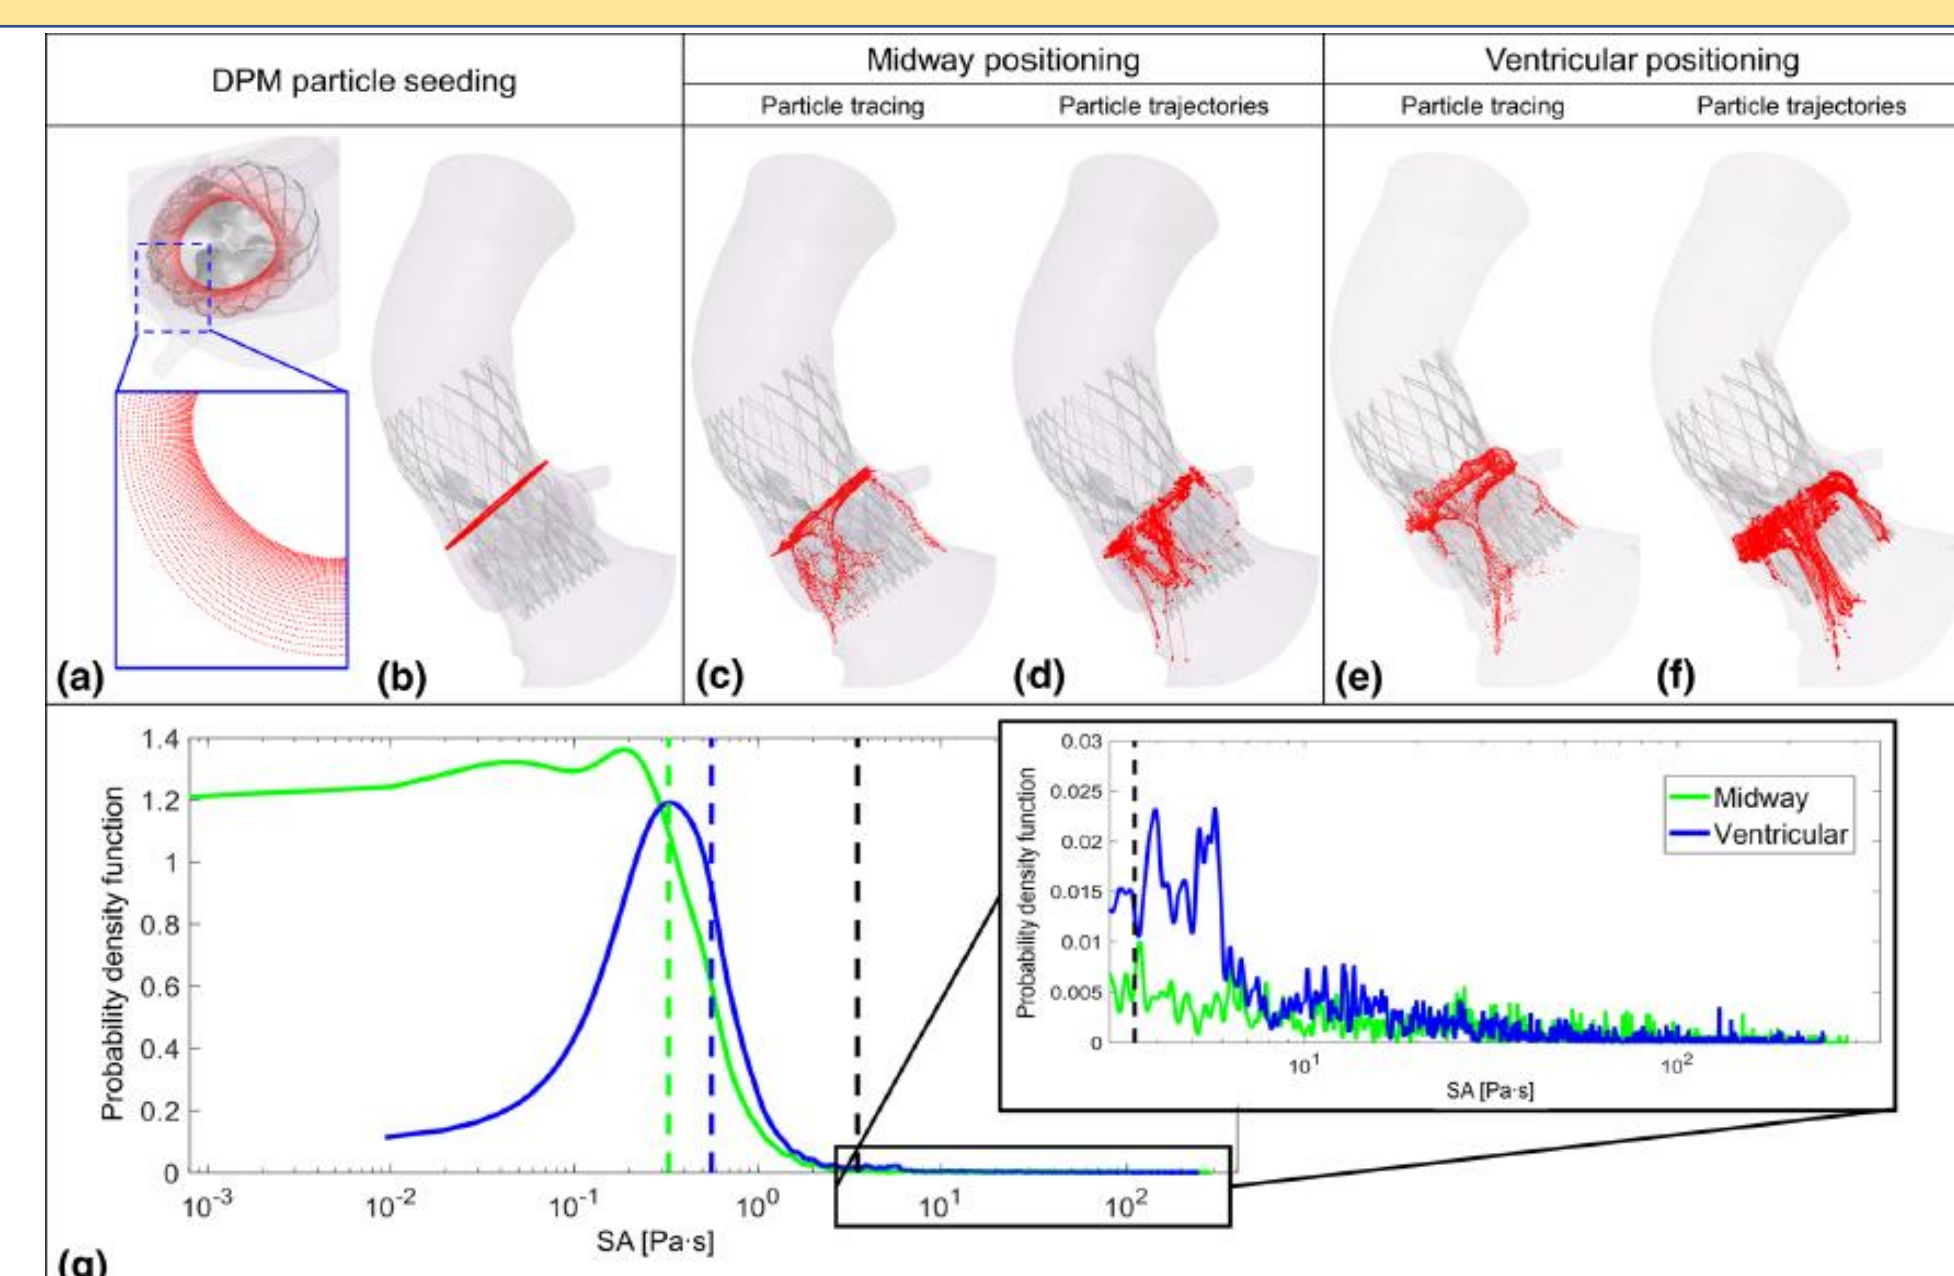 DPM particle seeding
Midway positioning
Ventricular positioning
Particle tracing
Particle trajectories
Particle tracing
Particle trajectories
(a)
(b)
(c)
(d)
(e)
(f)
Probability density function
1.4
1.2
1
0.8
0.6
0.4
0.2
0
10⁻³
10⁻²
10⁻¹
10⁰
10¹
10²
SA [Pa·s]
Probability density function
0.03
0.025
0.02
0.015
0.01
0.005
0
10¹
10²
SA [Pa·s]
Midway
Ventricular
(g)